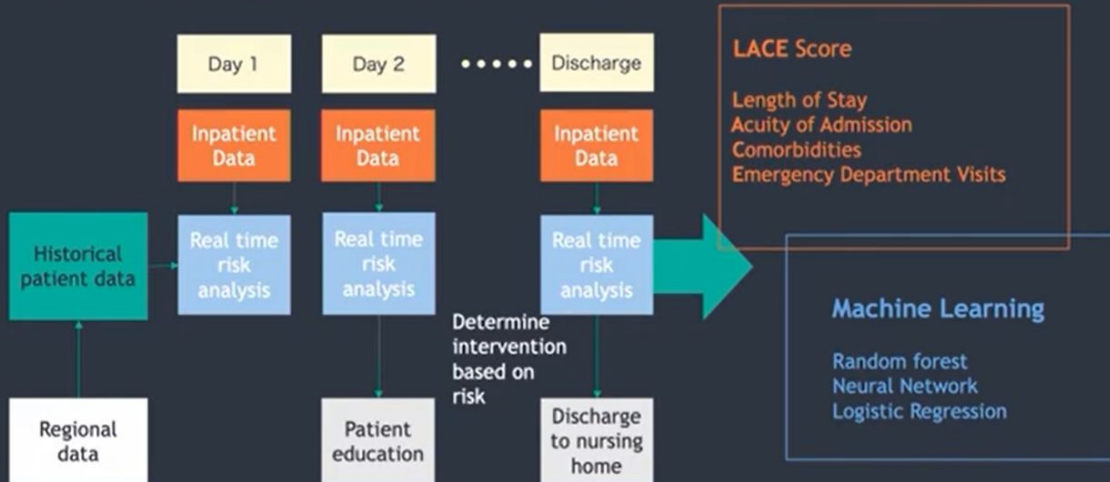 Day 1
Day 2
Discharge
Inpatient
Data
Inpatient
Data
Inpatient
Data
Historical
patient data
Real time
risk
analysis
Real time
risk
analysis
Real time
risk
analysis
Determine
intervention
based on
risk
Regional
data
Patient
education
Discharge
to nursing
home
LACE Score
Length of Stay
Acuity of Admission
Comorbidities
Emergency Department Visits
Machine Learning
Random forest
Neural Network
Logistic Regression